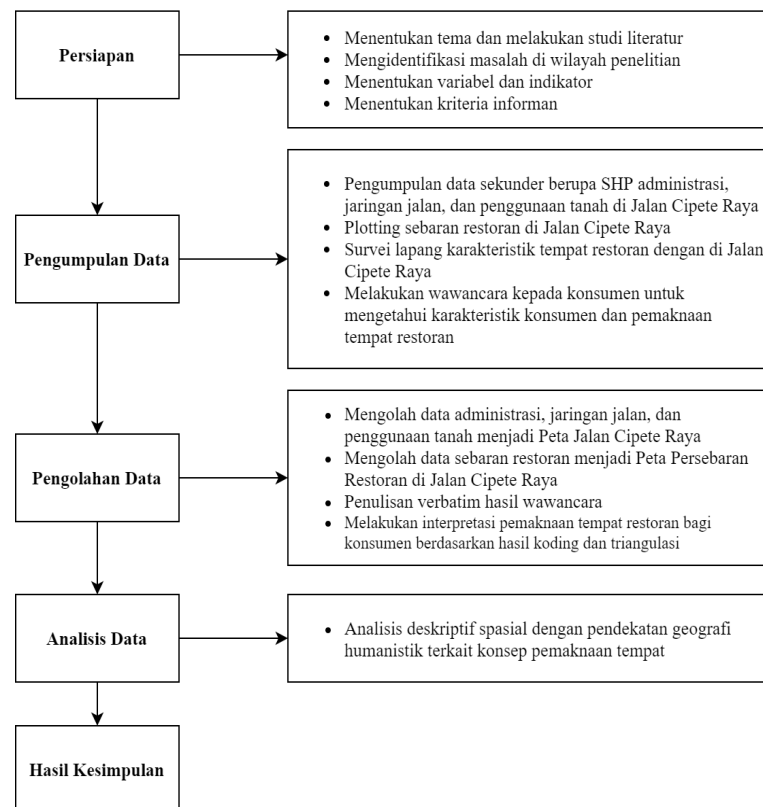 Persiapan
Menentukan tema dan melakukan studi literatur
Mengidentifikasi masalah di wilayah penelitian
Menentukan variabel dan indikator
Menentukan kriteria informan
Pengumpulan Data
Pengumpulan data sekunder berupa SHP administrasi,
jaringan jalan, dan penggunaan tanah di Jalan Cipete Raya
Plotting sebaran restoran di Jalan Cipete Raya
Survei lapang karakteristik tempat restoran dengan di Jalan
Cipete Raya
Melakukan wawancara kepada konsumen untuk
mengetahui karakteristik konsumen dan pemaknaan
tempat restoran
Pengolahan Data
Mengolah data administrasi, jaringan jalan, dan
penggunaan tanah menjadi Peta Jalan Cipete Raya
Mengolah data sebaran restoran menjadi Peta Persebaran
Restoran di Jalan Cipete Raya
Penulisan verbatim hasil wawancara
Melakukan interpretasi pemaknaan tempat restoran bagi
konsumen berdasarkan hasil koding dan triangulasi
Analisis Data
Analisis deskriptif spasial dengan pendekatan geografi
humanistik terkait konsep pemaknaan tempat
Hasil Kesimpulan